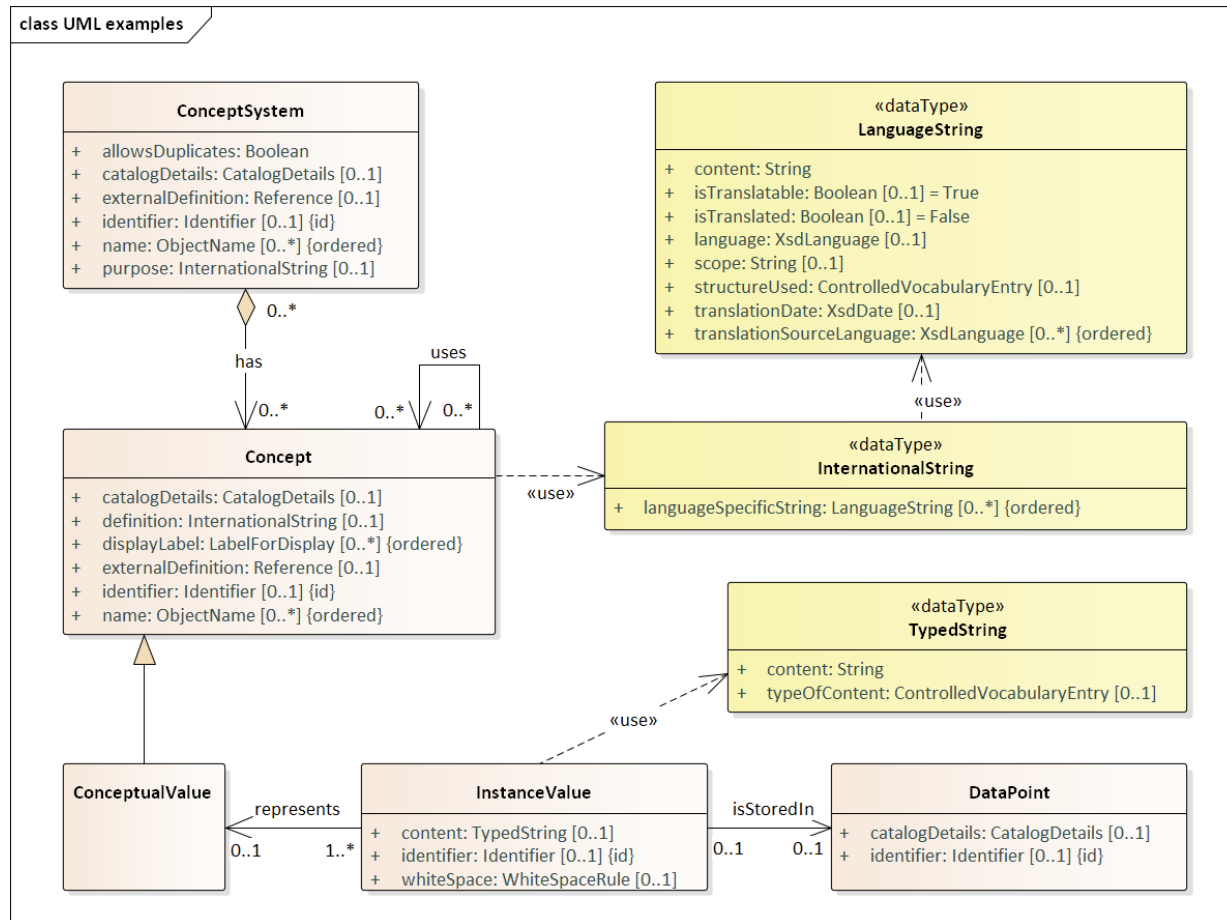 class UML examples
ConceptSystem
+ allowsDuplicates: Boolean
+ catalogDetails: CatalogDetails [0..1]
+ externalDefinition: Reference [0..1]
+ identifier: Identifier [0..1] {id}
+ name: ObjectName [0..*] {ordered}
+ purpose: InternationalString [0..1]
«dataType»
LanguageString
+ content: String
+ isTranslatable: Boolean [0..1] = True
+ isTranslated: Boolean [0..1] = False
+ language: XsdLanguage [0..1]
+ scope: String [0..1]
+ structureUsed: ControlledVocabularyEntry [0..1]
+ translationDate: XsdDate [0..1]
+ translationSourceLanguage: XsdLanguage [0..*] {ordered}
0..*
has
0..*
uses
0..*
0..*
«use»
Concept
+ catalogDetails: CatalogDetails [0..1]
+ definition: InternationalString [0..1]
+ displayLabel: LabelForDisplay [0..*] {ordered}
+ externalDefinition: Reference [0..1]
+ identifier: Identifier [0..1] {id}
+ name: ObjectName [0..*] {ordered}
«use»
«dataType»
InternationalString
+ languageSpecificString: LanguageString [0..*] {ordered}
«dataType»
TypedString
+ content: String
+ typeOfContent: ControlledVocabularyEntry [0..1]
«use»
ConceptualValue
represents
0..1
1..*
InstanceValue
+ content: TypedString [0..1]
+ identifier: Identifier [0..1] {id}
+ whiteSpace: WhiteSpaceRule [0..1]
isStoredIn
0..1
0..1
DataPoint
+ catalogDetails: CatalogDetails [0..1]
+ identifier: Identifier [0..1] {id}